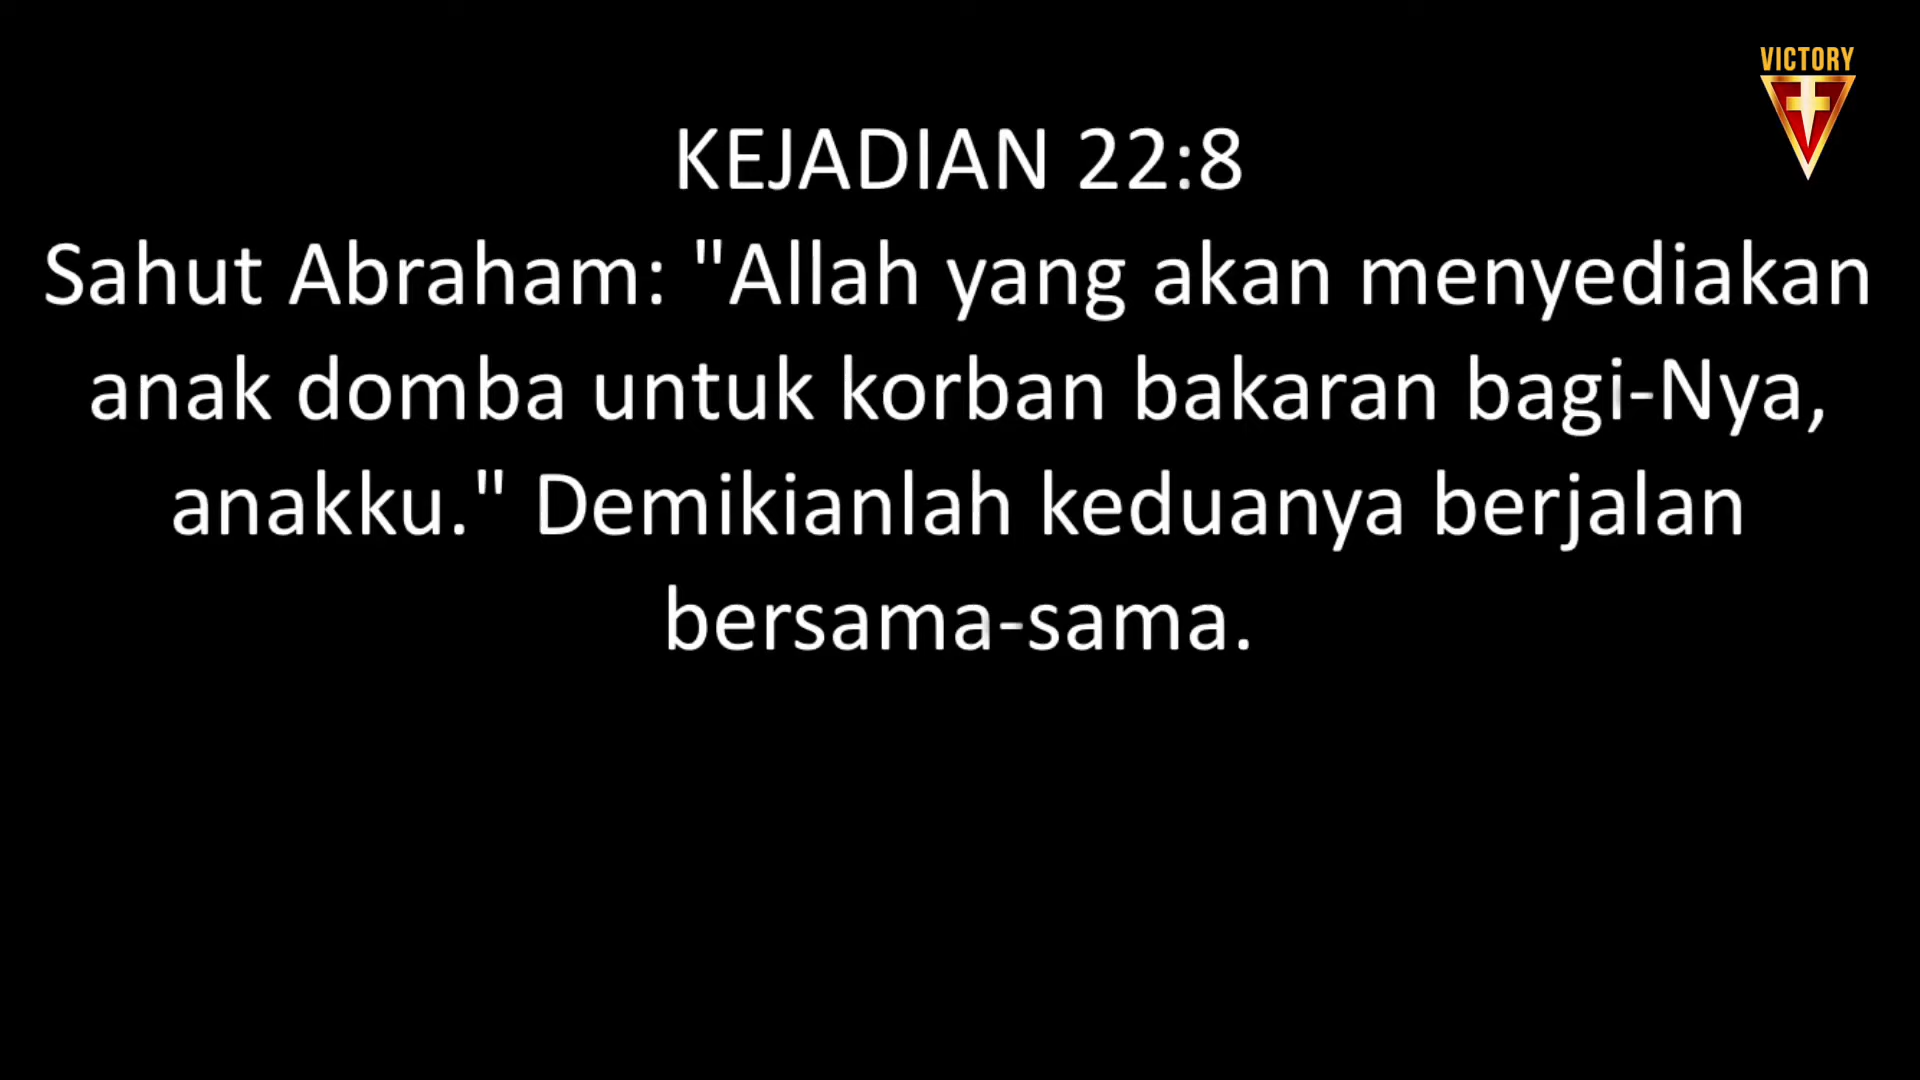 VICTORY
KEJADIAN 22:8
Sahut Abraham: "Allah yang akan menyediakan
anak domba untuk korban bakaran bagi-Nya,
anakku." Demikianlah keduanya berjalan
bersama-sama.